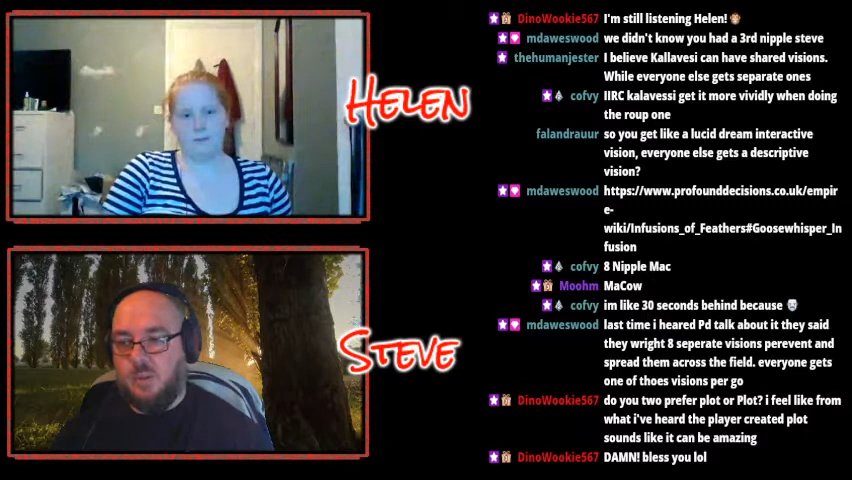 HELEN
STEVE
DinoWookie567 I'm still listening Helen!
mdaweswood we didn't know you had a 3rd nipple steve
thehumanjester I believe Kallavesi can have shared visions.
While everyone else gets separate ones
cofvy IIRC kalavessi get it more vividly when doing
the roup one
falandrauur so you get like a lucid dream interactive
vision, everyone else gets a descriptive
vision?
mdaweswood https://www.profounddecisions.co.uk/empir
e-
wiki/Infusions_of_Feathers#Goosewhisper_In
fusion
cofvy 8 Nipple Mac
Moohm MaCow
cofvy im like 30 seconds behind because
mdaweswood last time i heared Pd talk about it they said
they wright 8 seperate visions perevent and
spread them across the field. everyone gets
one of thoes visions per go
DinoWookie567 do you two prefer plot or Plot? i feel like from
what i've heard the player created plot
sounds like it can be amazing
DinoWookie567 DAMN! bless you lol